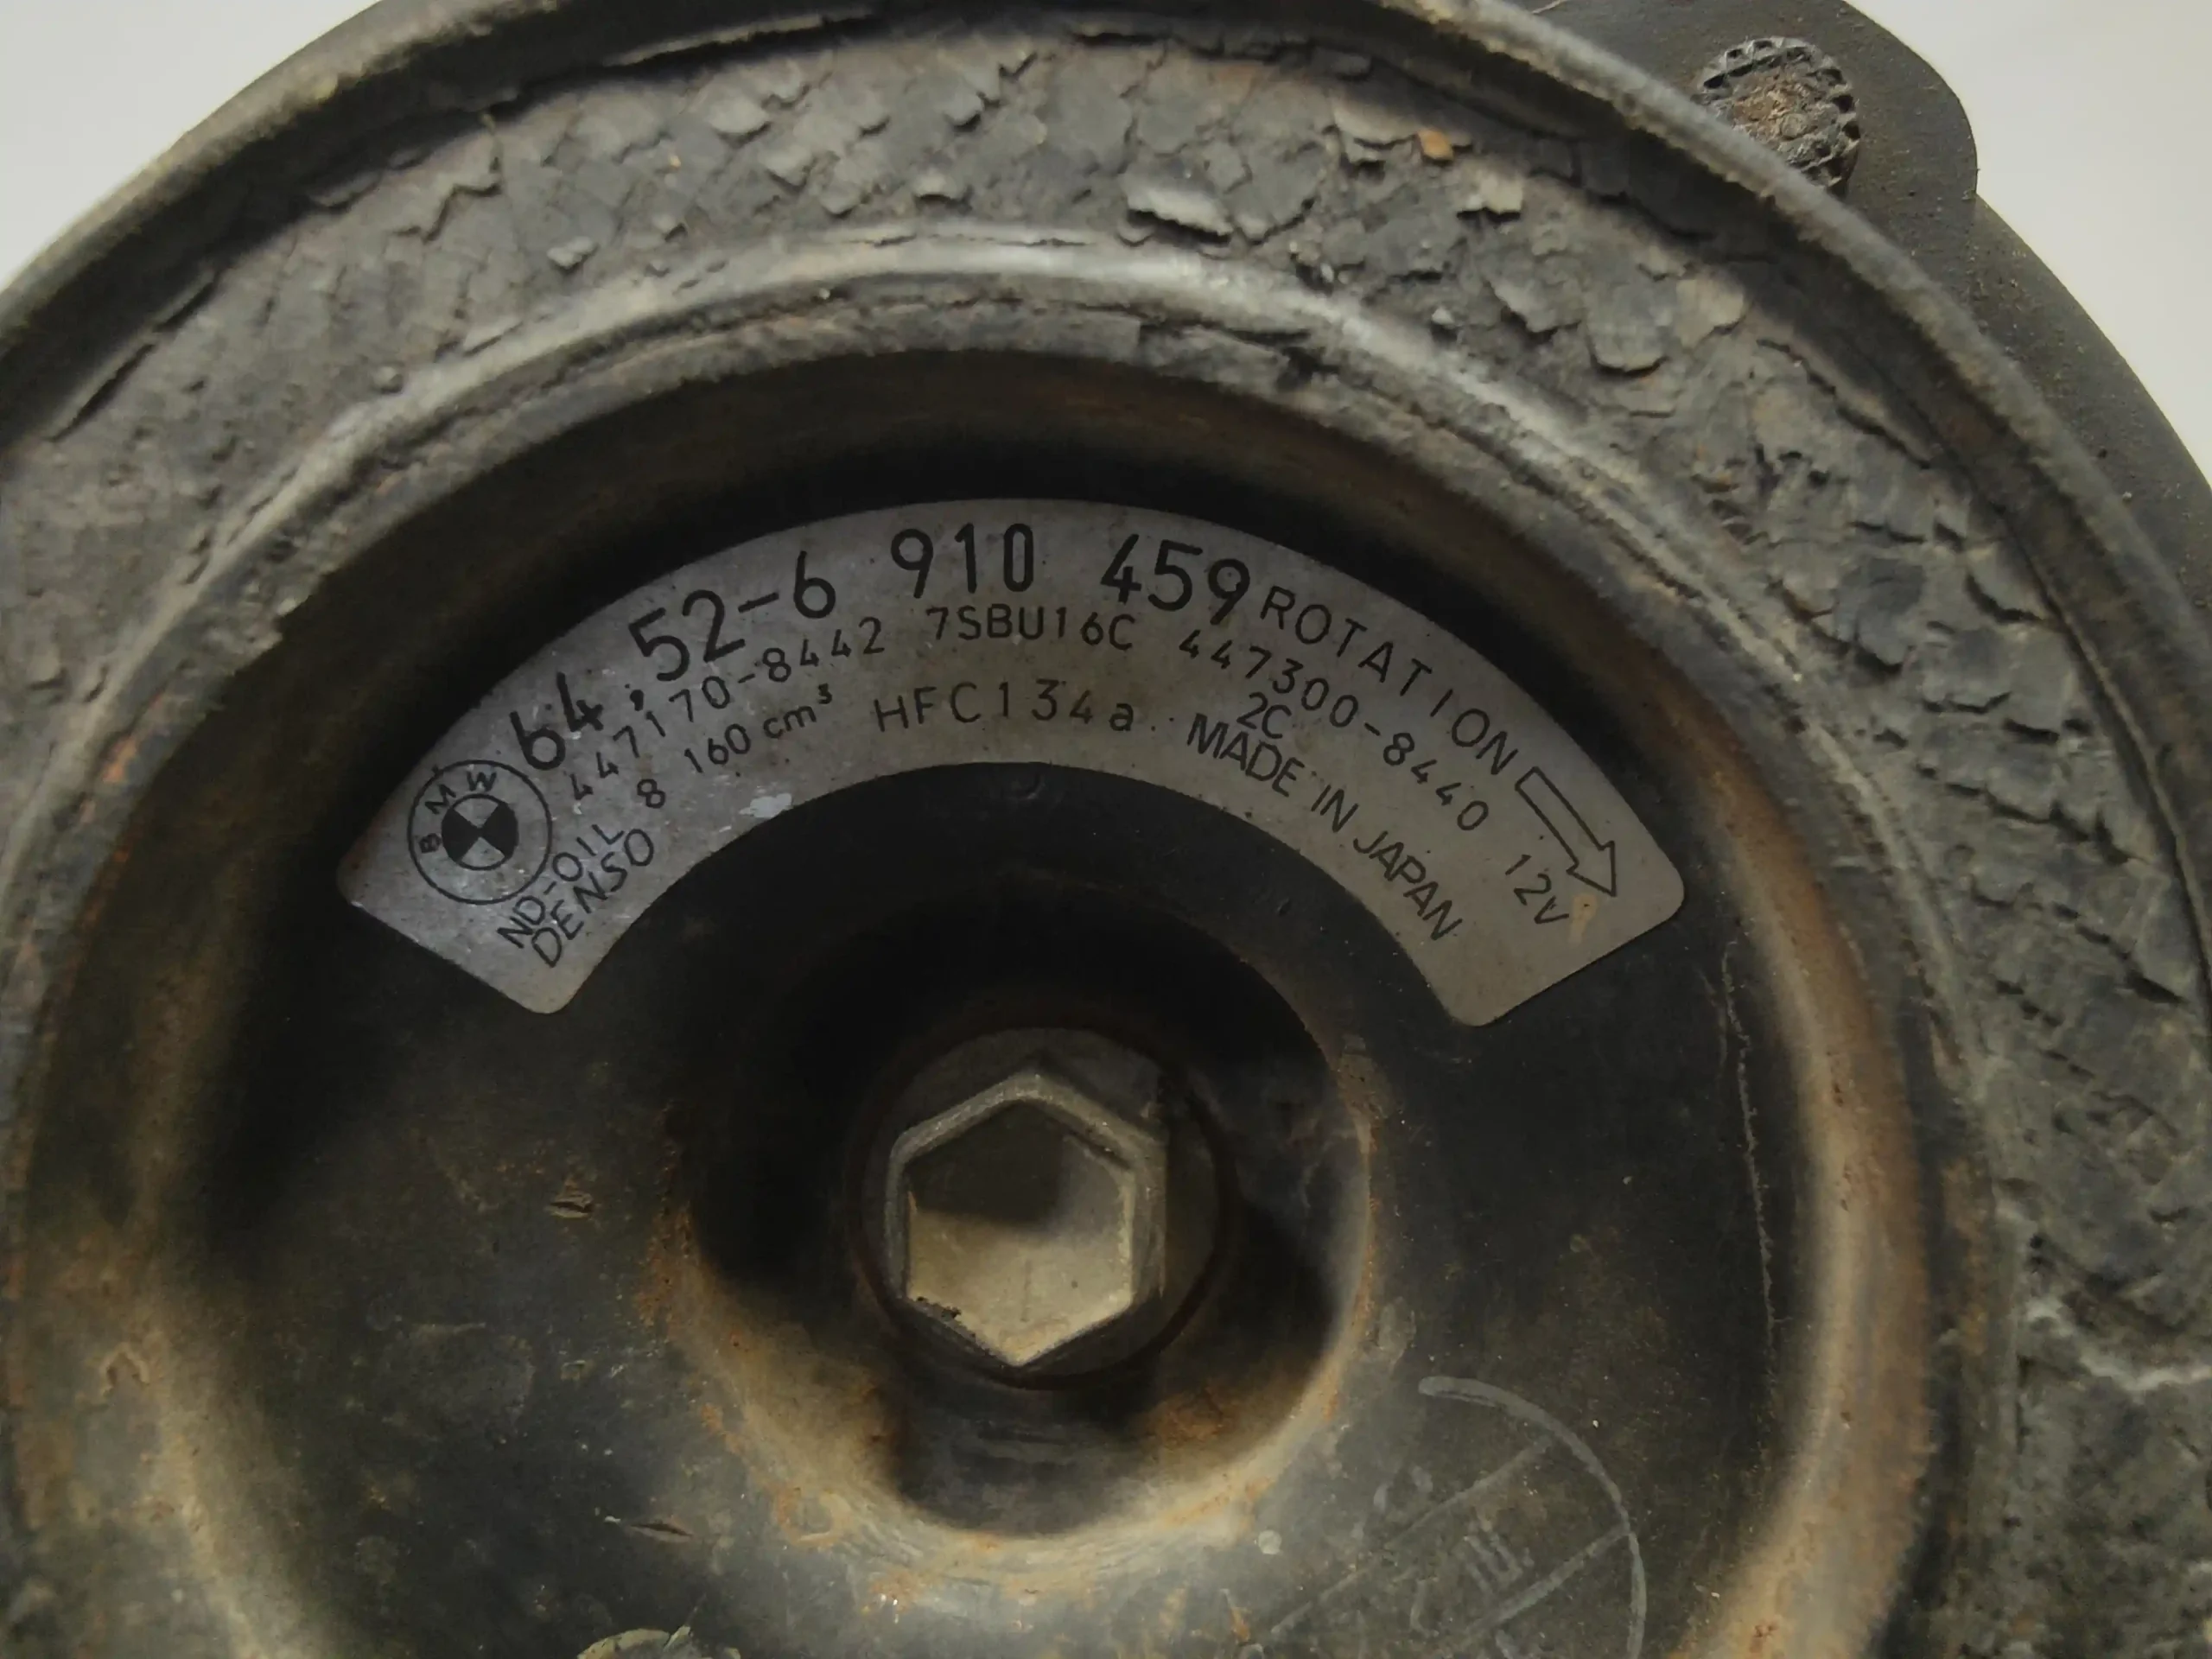 BMW
64.52-6 910 459 ROTATION
447170-8442 7SBU16C 447300-8440 12V
2C
ND-OIL 8 160 cm³ HFC134a MADE IN JAPAN
DENSO